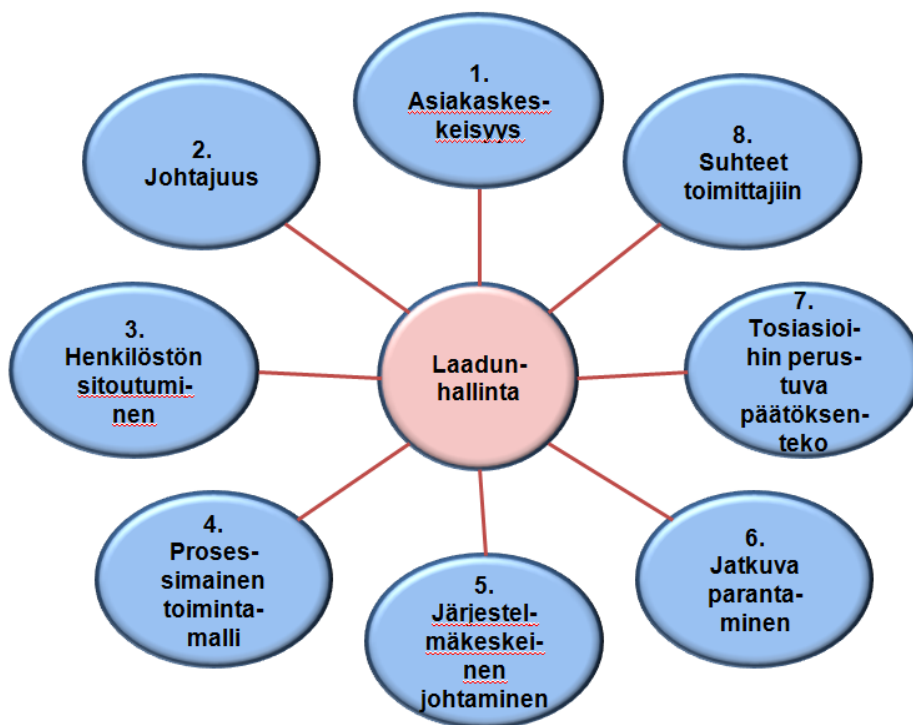 1.
Asiakaskes-
keisyys
2.
Johtajuus
8.
Suhteet
toimittajiin
3.
Henkilöstön
sitoutumi-
nen
Laadun-
hallinta
7.
Tosiasioi-
hin perus-
tuva
päätöksen-
teko
4.
Proses-
simainen
toiminta-
malli
5.
Järjestel-
mäkeskei-
nen
johtaminen
6.
Jatkuva
paranta-
minen